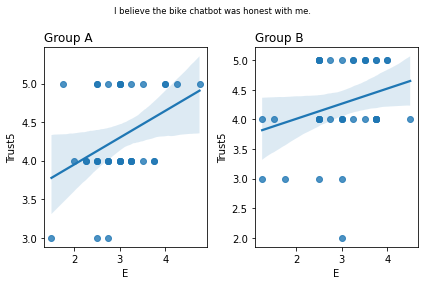 I believe the bike chatbot was honest with me.
Group A
Group B
Trust5
5.0
4.5
4.0
3.5
3.0
2
3
4
E
Trust5
5.0
4.5
4.0
3.5
3.0
2.5
2.0
2
3
4
E